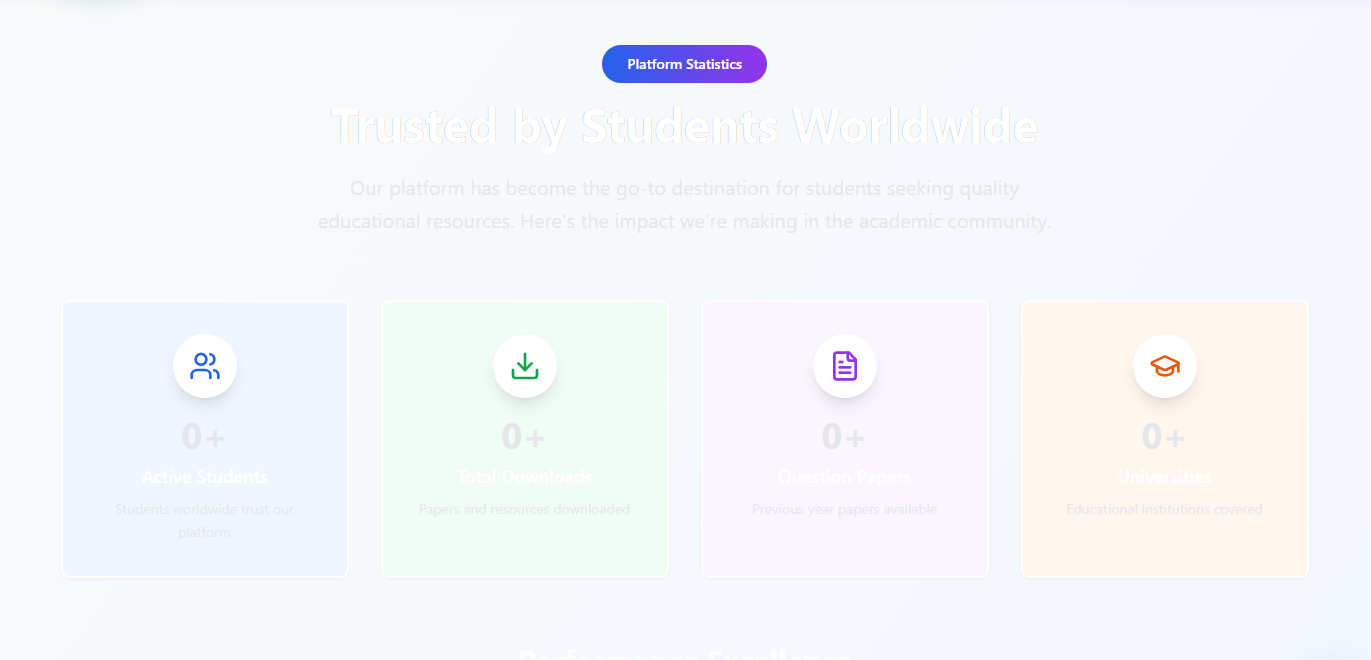 Platform Statistics
Trusted by Students Worldwide
Our platform has become the go-to destination for students seeking quality
educational resources. Here's the impact we're making in the academic community.
0+
Active Students
Students worldwide trust our
platform
0+
Total Downloads
Papers and resources downloaded
0+
Question Papers
Previous year papers available
0+
Universities
Educational institutions covered
Performance Excellence